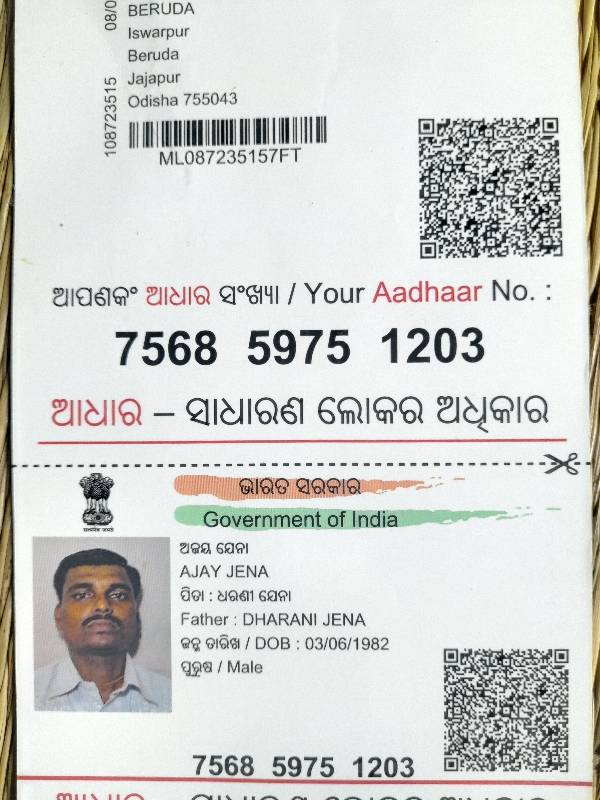 108723515 08/0
BERUDA
Iswarpur
Beruda
Jajapur
Odisha 755043
ML087235157FT
ଆପଣଙ୍କ ଆଧାର ସଂଖ୍ୟା / Your Aadhaar No. :
7568 5975 1203
ଆଧାର – ସାଧାରଣ ଲୋକର ଅଧିକାର
ଭାରତ ସରକାର
Government of India
ଅଜୟ ଜେନା
AJAY JENA
ପିତା : ଧରଣୀ ଜେନା
Father : DHARANI JENA
ଜନ୍ମ ତାରିଖ / DOB : 03/06/1982
ପୁରୁଷ / Male
7568 5975 1203